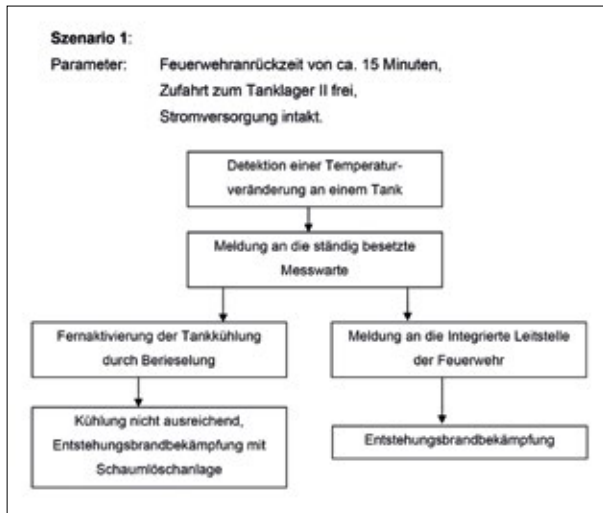 Szenario 1:
Parameter: Feuerwehranrückzeit von ca. 15 Minuten,
Zufahrt zum Tanklager II frei,
Stromversorgung intakt.
Detektion einer Temperatur-
veränderung an einem Tank
Meldung an die ständig besetzte
Messwarte
Fernaktivierung der Tankkühlung
durch Berieselung
Meldung an die Integrierte Leitstelle
der Feuerwehr
Kühlung nicht ausreichend,
Entstehungsbrandbekämpfung mit
Schaumlöschanlage
Entstehungsbrandbekämpfung